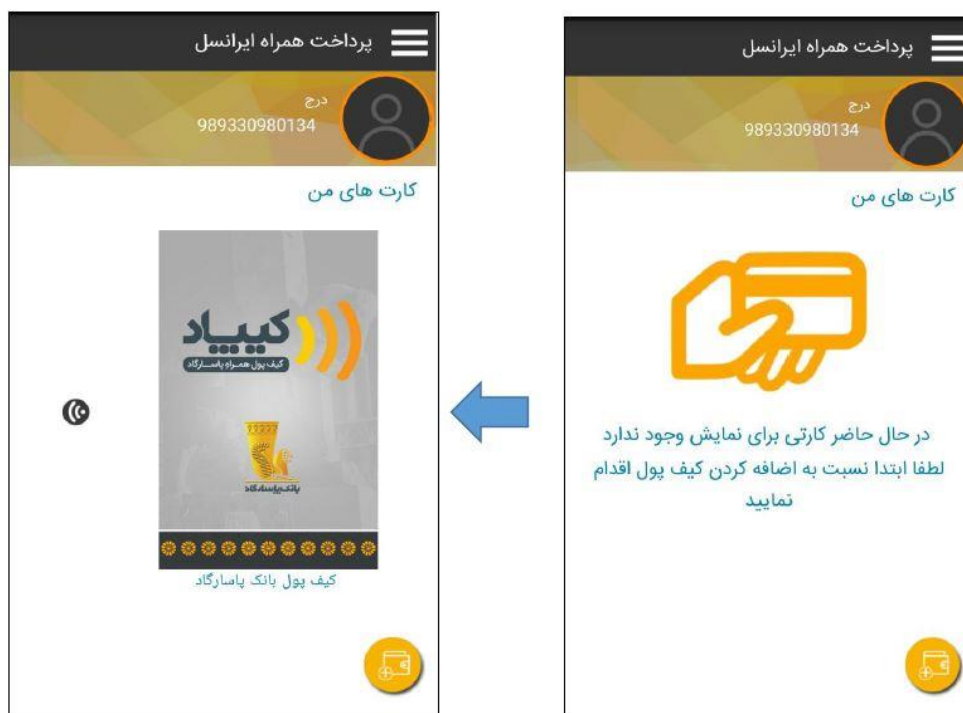 پرداخت همراه ایرانسل
درج
989330980134
کارت های من
در حال حاضر کارتی برای نمایش وجود ندارد
لطفا ابتدا نسبت به اضافه کردن کیف پول اقدام
نمایید
پرداخت همراه ایرانسل
درج
989330980134
کارت های من
کیپاد
کیف پول همراه پاسارگاد
بانک پاسارگاد
کیف پول بانک پاسارگاد